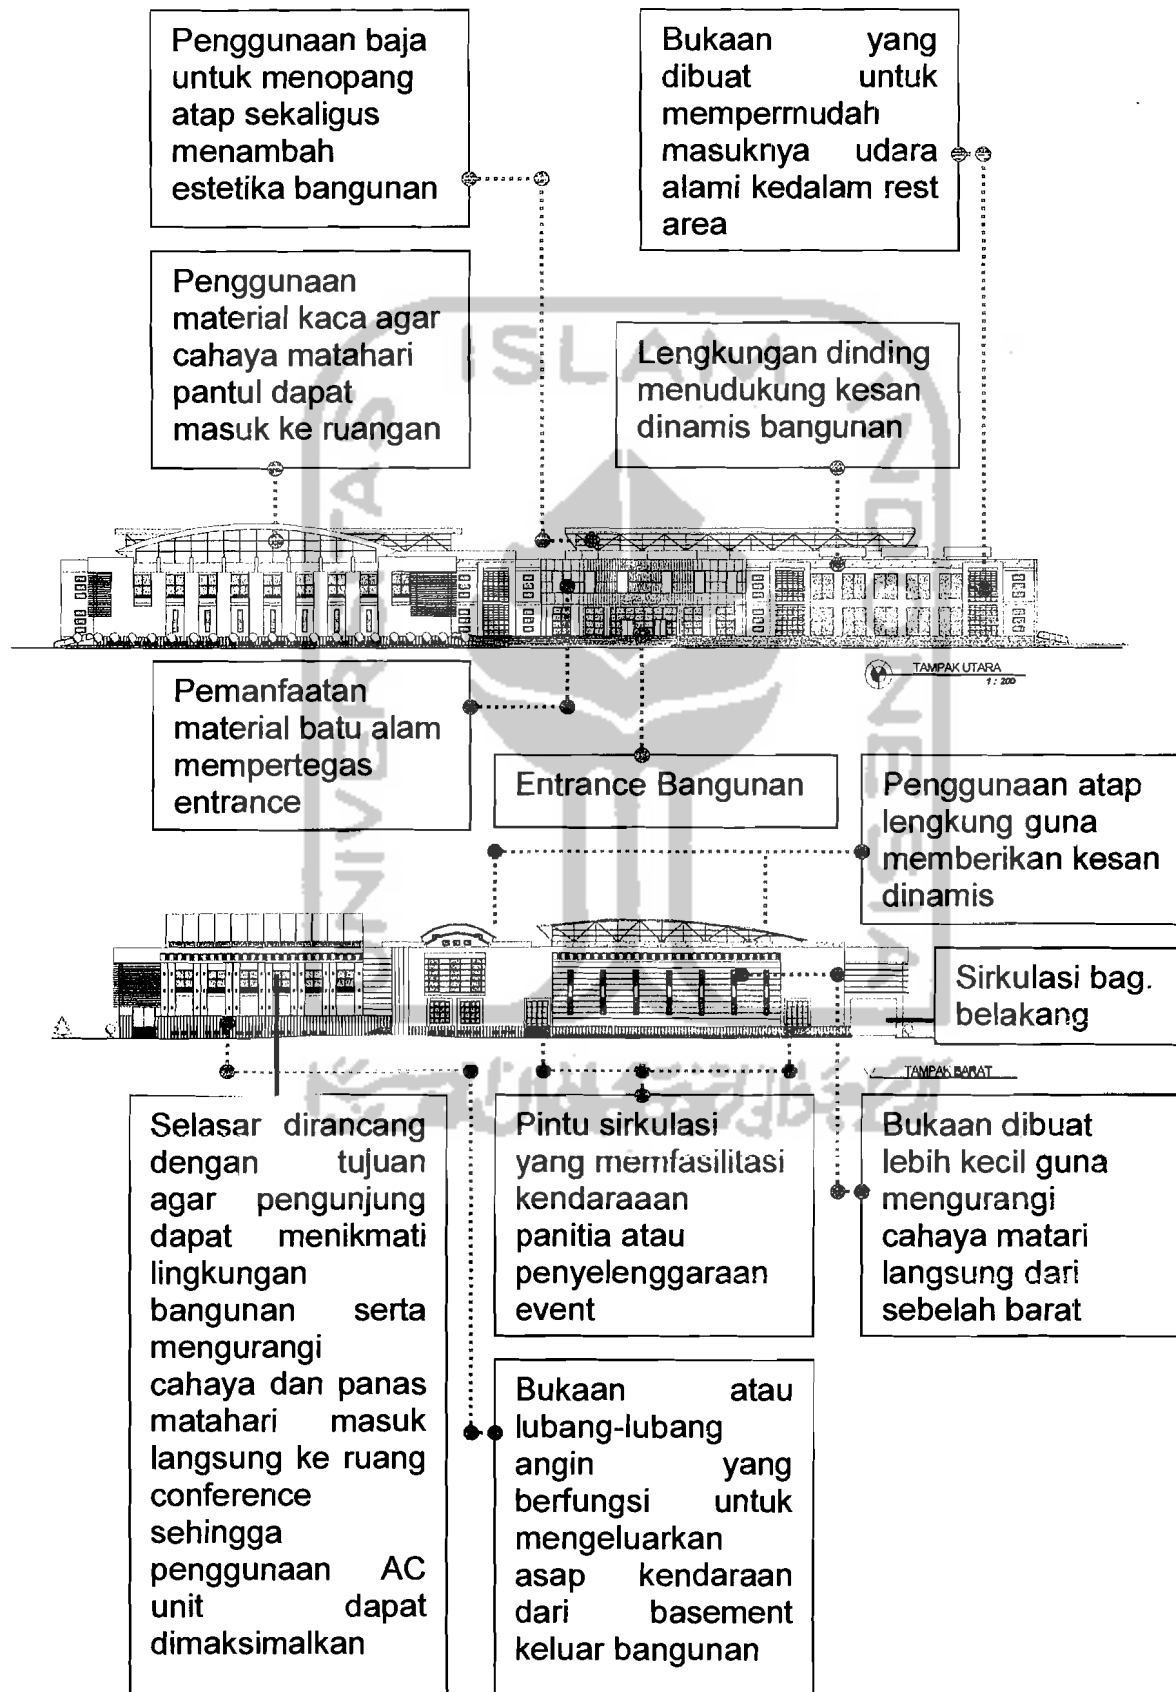 Penggunaan baja
untuk menopang
atap sekaligus
menambah
estetika bangunan
Bukaan yang
dibuat untuk
mempermudah
masuknya udara
alami kedalam rest
area
Penggunaan
material kaca agar
cahaya matahari
pantul dapat
masuk ke ruangan
Lengkungan dinding
menudukung kesan
dinamis bangunan
UNIVERSITAS
ISLAM
INDONESIA
TAMPAK UTARA
1 : 200
Pemanfaatan
material batu alam
mempertegas
entrance
Entrance Bangunan
Penggunaan atap
lengkung guna
memberikan kesan
dinamis
Sirkulasi bag.
belakang
TAMPAK BARAT
Selasar dirancang
dengan tujuan
agar pengunjung
dapat menikmati
lingkungan
bangunan serta
mengurangi
cahaya dan panas
matahari masuk
langsung ke ruang
conference
sehingga
penggunaan AC
unit dapat
dimaksimalkan
Pintu sirkulasi
yang memfasilitasi
kendaraaan
panitia atau
penyelenggaraan
event
Bukaan dibuat
lebih kecil guna
mengurangi
cahaya matari
langsung dari
sebelah barat
Bukaan atau
lubang-lubang
angin yang
berfungsi untuk
mengeluarkan
asap kendaraan
dari basement
keluar bangunan